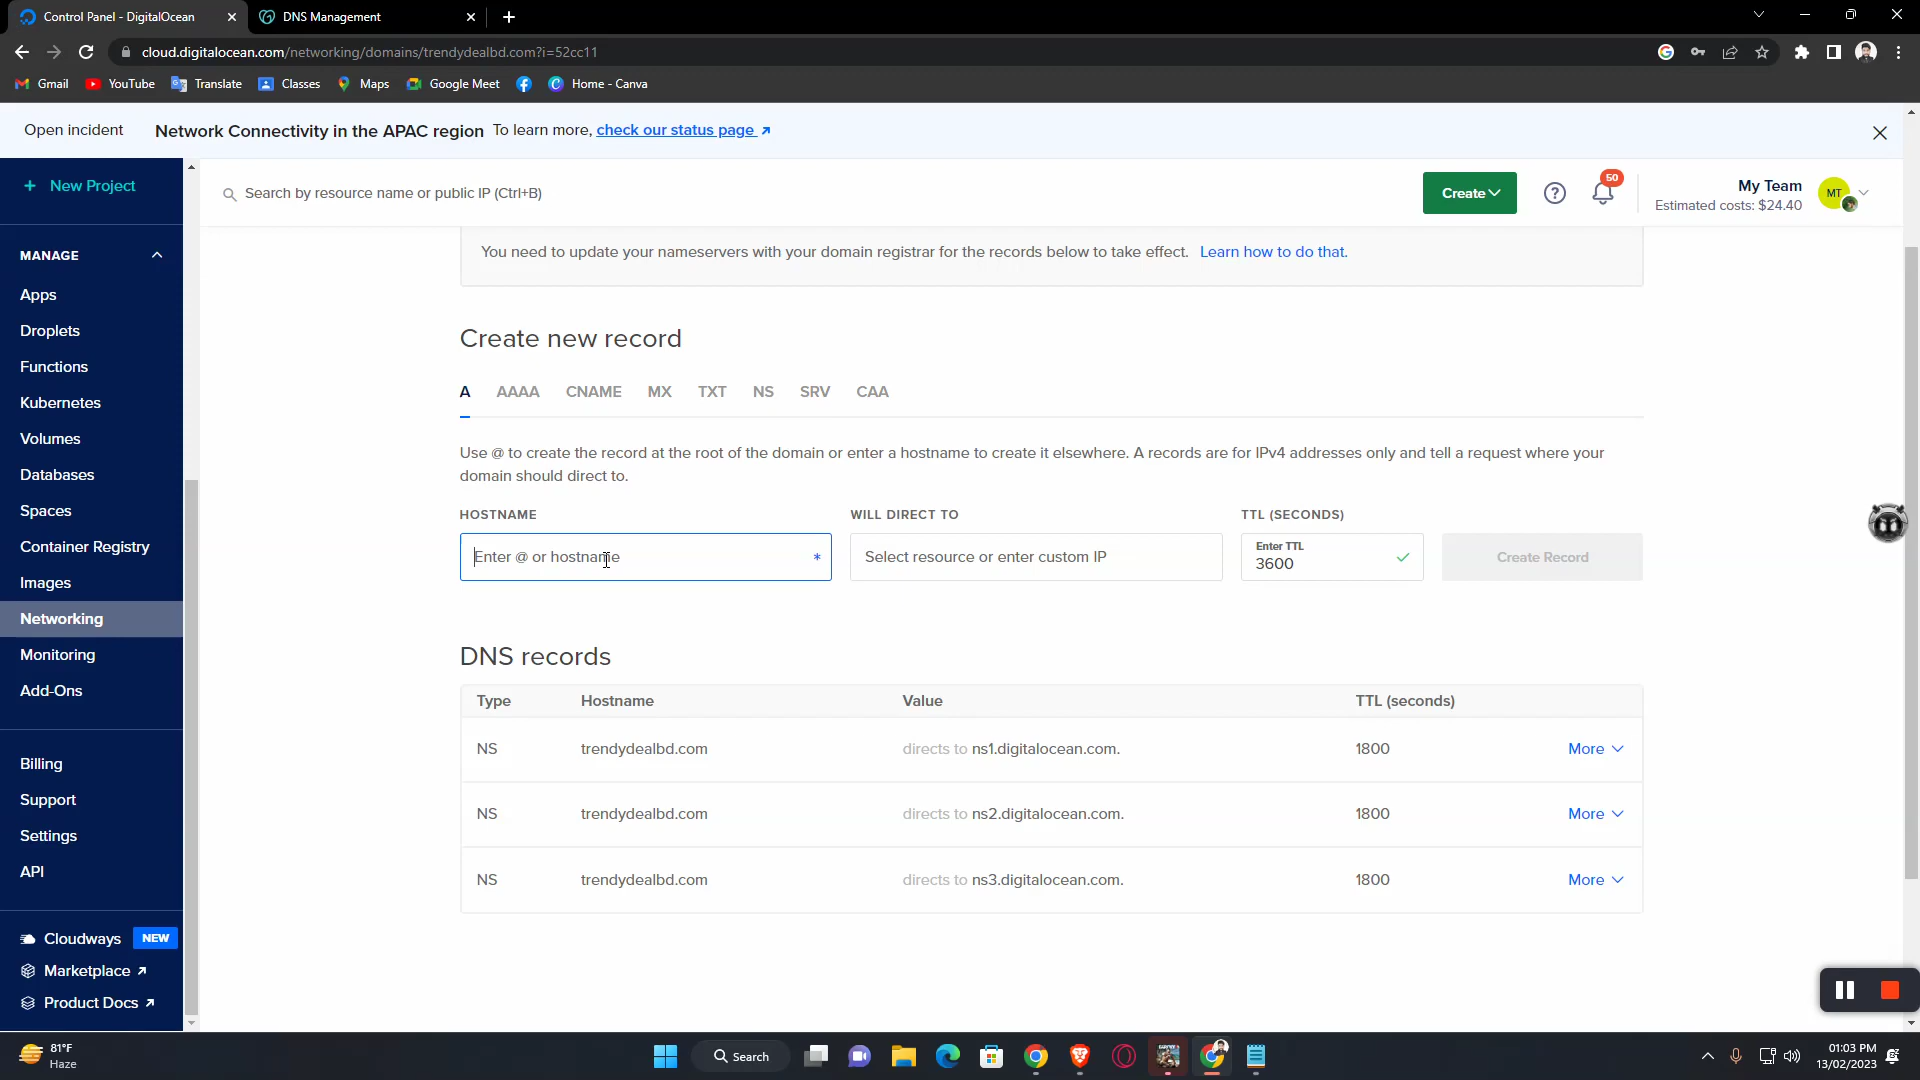 Control Panel - DigitalOcean
DNS Management
cloud.digitalocean.com/networking/domains/trendydealbd.com?i=52cc11
Gmail
YouTube
Translate
Classes
Maps
Google Meet
Home - Canva
Open incident
Network Connectivity in the APAC region To learn more, check our status page
New Project
Search by resource name or public IP (Ctrl+B)
Create
50
My Team
Estimated costs: $24.40
MT
MANAGE
Apps
Droplets
Functions
Kubernetes
Volumes
Databases
Spaces
Container Registry
Images
Networking
Monitoring
Add-Ons
Billing
Support
Settings
API
Cloudways NEW
Marketplace
Product Docs
You need to update your nameservers with your domain registrar for the records below to take effect. Learn how to do that.
Create new record
A AAAA CNAME MX TXT NS SRV CAA
Use @ to create the record at the root of the domain or enter a hostname to create it elsewhere. A records are for IPv4 addresses only and tell a request where your
domain should direct to.
HOSTNAME WILL DIRECT TO TTL (SECONDS)
Enter @ or hostname *
Select resource or enter custom IP
Enter TTL
3600
Create Record
DNS records
Type Hostname Value TTL (seconds)
NS trendydealbd.com directs to ns1.digitalocean.com. 1800 More
NS trendydealbd.com directs to ns2.digitalocean.com. 1800 More
NS trendydealbd.com directs to ns3.digitalocean.com. 1800 More
81°F
Haze
Search
01:03 PM
13/02/2023